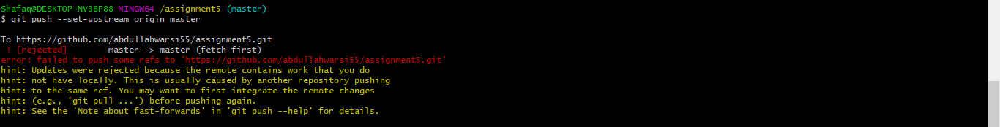 Shafaq@DESKTOP-NV38P88 MINGW64 /assignment5 (master)
$ git push --set-upstream origin master
To https://github.com/abdullahwarsi55/assignment5.git
! [rejected]        master -> master (fetch first)
error: failed to push some refs to 'https://github.com/abdullahwarsi55/assignment5.git'
hint: Updates were rejected because the remote contains work that you do
hint: not have locally. This is usually caused by another repository pushing
hint: to the same ref. You may want to first integrate the remote changes
hint: (e.g., 'git pull ...') before pushing again.
hint: See the 'Note about fast-forwards' in 'git push --help' for details.